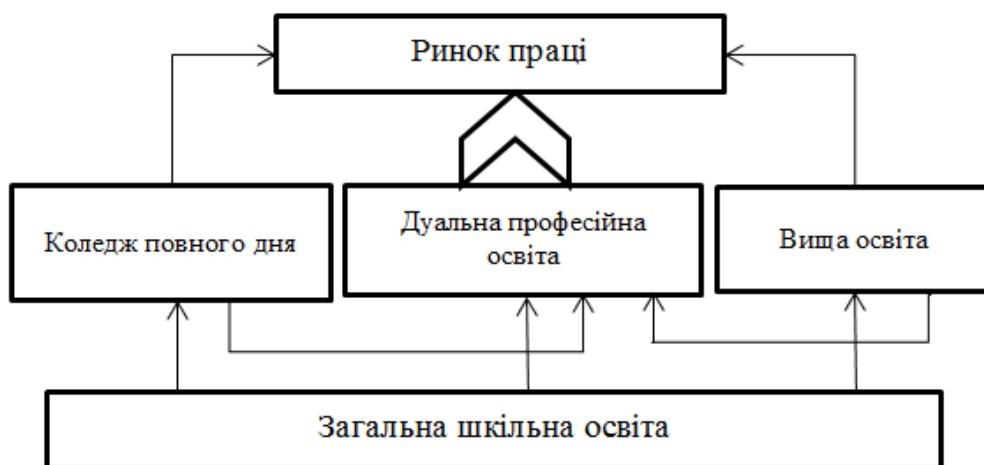 Ринок праці
Коледж повного дня
Дуальна професійна
освіта
Вища освіта
Загальна шкільна освіта